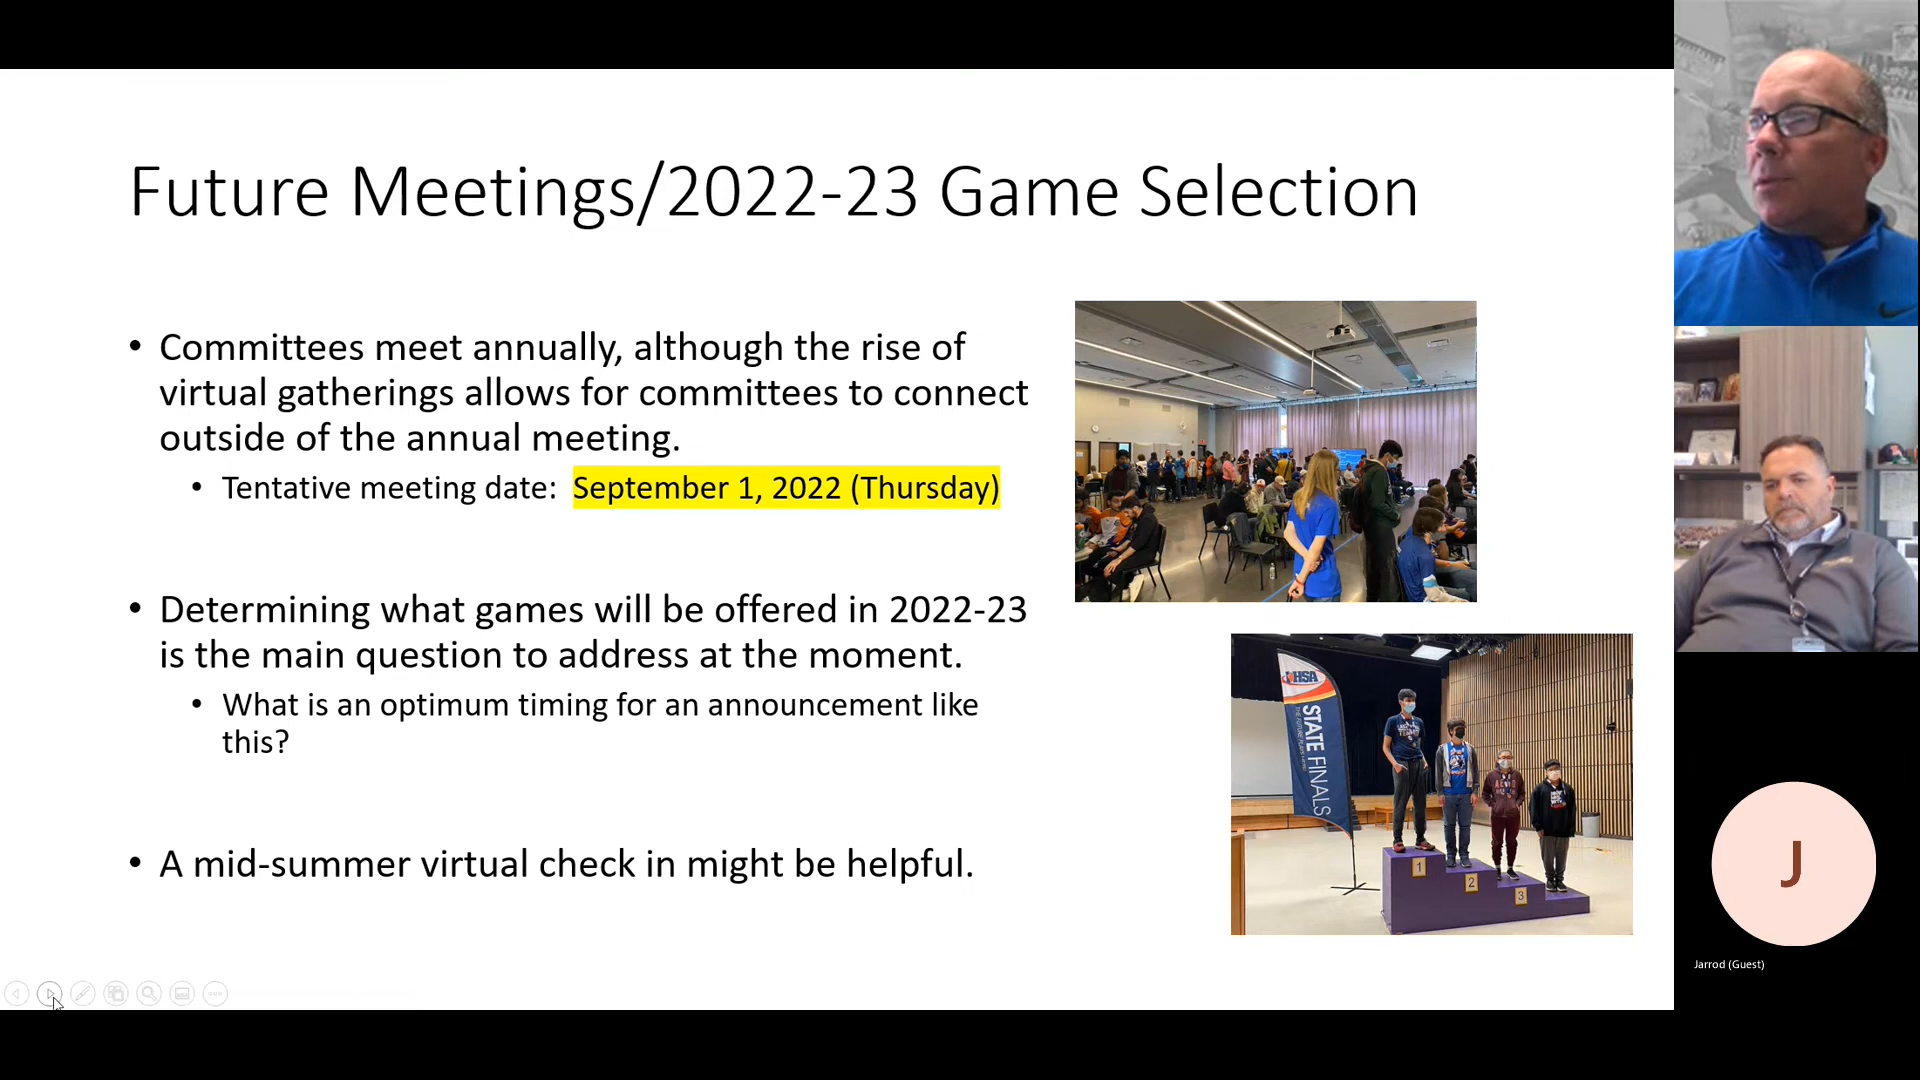 Future Meetings/2022-23 Game Selection
• Committees meet annually, although the rise of
virtual gatherings allows for committees to connect
outside of the annual meeting.
• Tentative meeting date: September 1, 2022 (Thursday)
• Determining what games will be offered in 2022-23
is the main question to address at the moment.
• What is an optimum timing for an announcement like
this?
• A mid-summer virtual check in might be helpful.
IHSA
STATE FINALS
1
2
3
J
Jarrod (Guest)